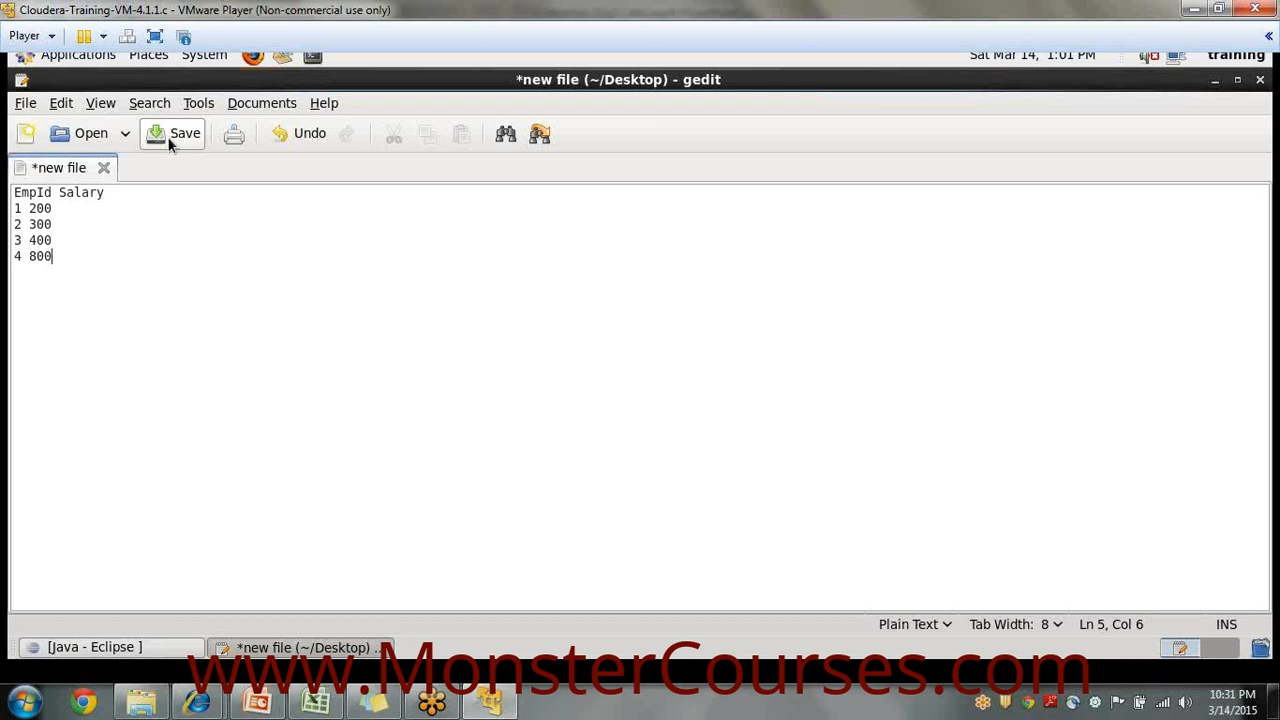 Cloudera-Training-VM-4.1.1.c - VMware Player (Non-commercial use only)
Player
Applications Places System Sat Mar 14, 1:01 PM training
*new file (~/Desktop) - gedit
File Edit View Search Tools Documents Help
Open Save Undo
*new file
EmpId Salary
1 200
2 300
3 400
4 800
Plain Text Tab Width: 8 Ln 5, Col 6 INS
[Java - Eclipse ] *new file (~/Desktop) ...
www.MonsterCourses.com
10:31 PM
3/14/2015